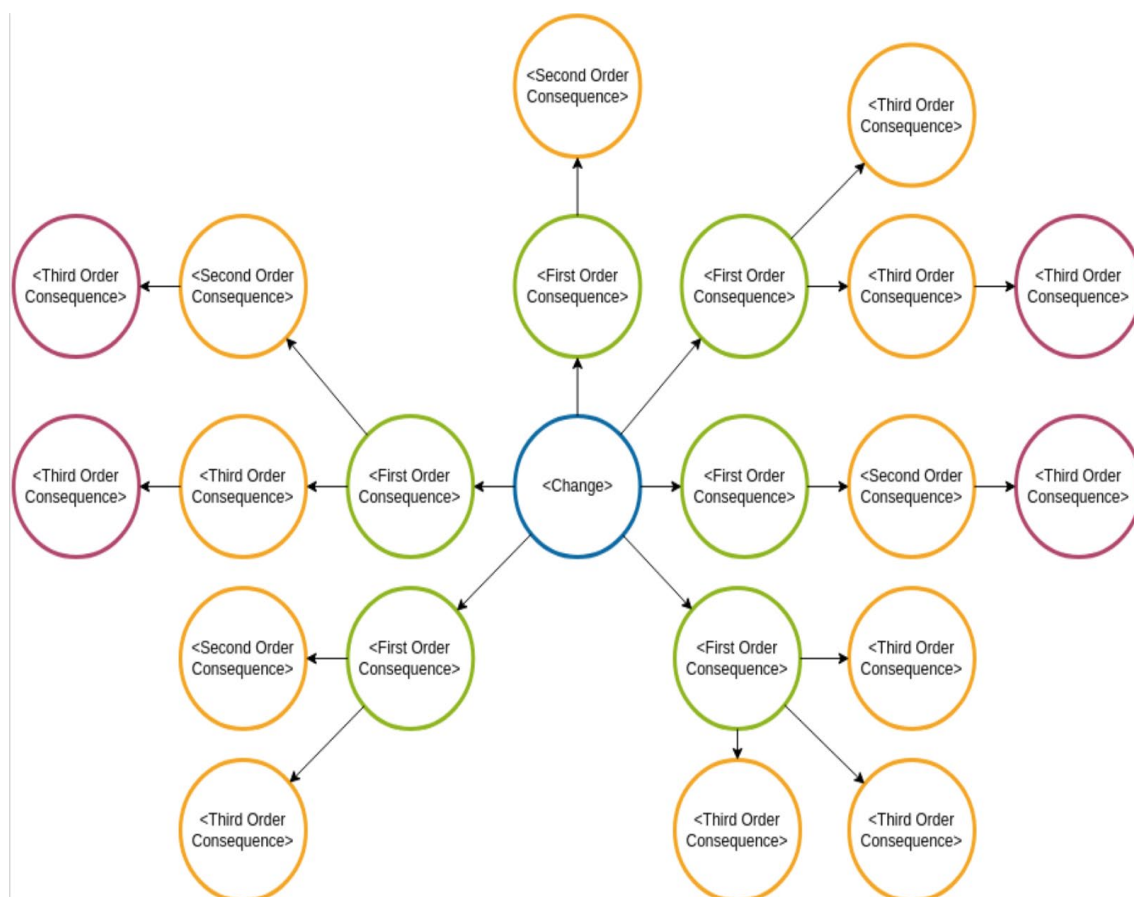 <Second Order
Consequence>
<Third Order
Consequence>
<Third Order
Consequence>
<Second Order
Consequence>
<First Order
Consequence>
<First Order
Consequence>
<Third Order
Consequence>
<Third Order
Consequence>
<Third Order
Consequence>
<Third Order
Consequence>
<First Order
Consequence>
<Change>
<First Order
Consequence>
<Second Order
Consequence>
<Third Order
Consequence>
<Second Order
Consequence>
<First Order
Consequence>
<First Order
Consequence>
<Third Order
Consequence>
<Third Order
Consequence>
<Third Order
Consequence>
<Third Order
Consequence>